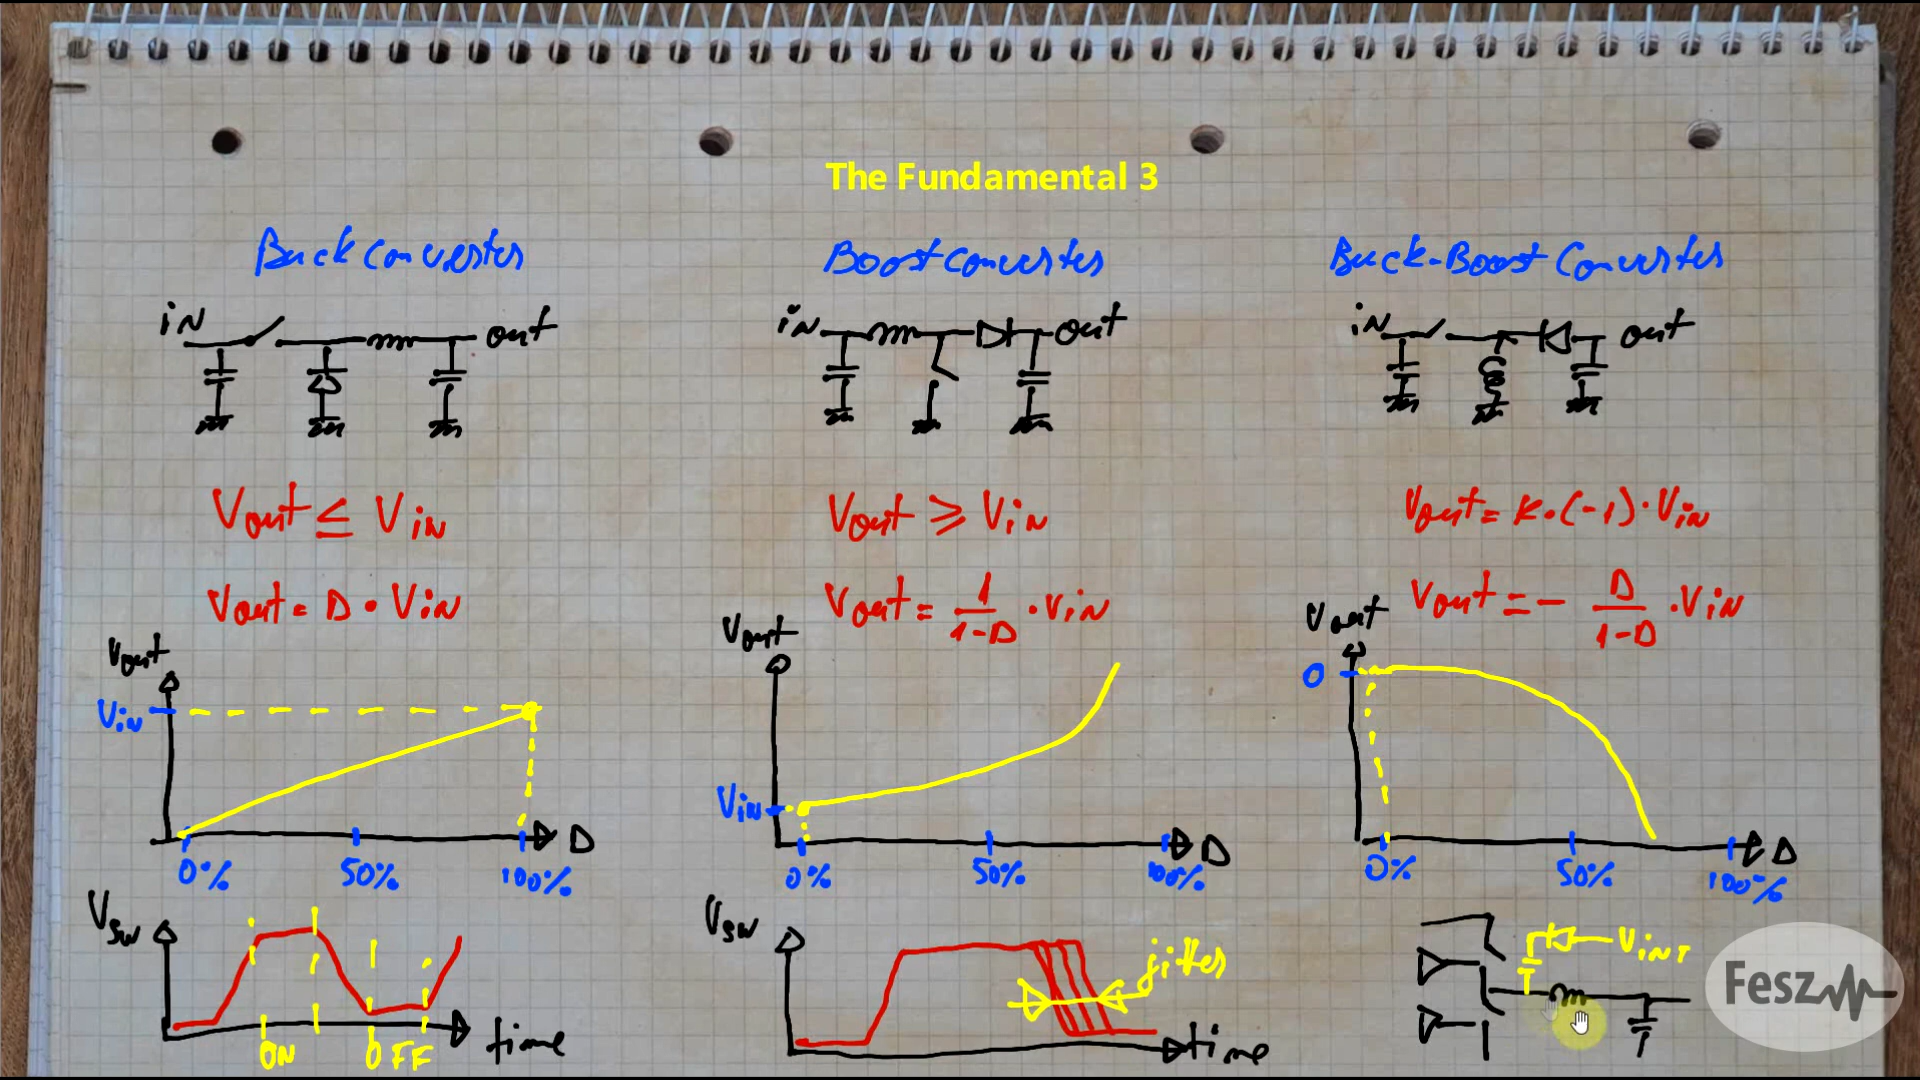 The Fundamental 3
Buck Converter
iN
out
Vout ≤ Vin
Vout = D · Vin
Vout
Vin
D
0%
50%
100%
Vsw
ON
OFF
time
Boost Converter
iN
out
Vout ≥ Vin
Vout = 1/1-D · Vin
Vout
Vin
D
0%
50%
100%
Vsw
jitter
time
Buck-Boost Converter
iN
out
Vout = K · (-1) · Vin
Vout = - D/1-D · Vin
Vout
0
D
0%
50%
100%
Vint
Fesz